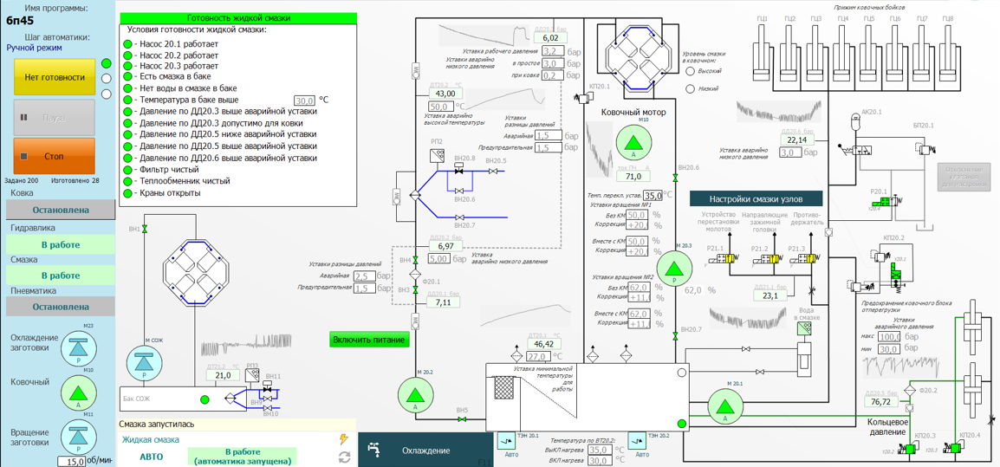 Имя программы:
6п45
Шаг автоматики:
Ручной режим
Нет готовности
Пауза
Стоп
Задано 200 Изготовлено 28
Ковка
Остановлена
Гидравлика
В работе
Смазка
В работе
Пневматика
Остановлена
М23
Охлаждение
заготовки
Р
М10
Ковочный
А
М11
Вращение
заготовки
Р
15,0 об/мин
Готовность жидкой смазки
Условия готовности жидкой смазки:
- Насос 20.1 работает
- Насос 20.2 работает
- Насос 20.3 работает
- Есть смазка в баке
- Нет воды в смазке в баке
- Температура в баке выше 30,0 °С
- Давление по ДД20.3 выше аварийной уставки
- Давление по ДД20.3 допустимо для ковки
- Давление по ДД20.5 ниже аварийной уставки
- Давление по ДД20.5 выше аварийной уставки
- Давление по ДД20.6 выше аварийной уставки
- Фильтр чистый
- Теплообменник чистый
- Краны открыты
ВН1
М СОЖ
Р
ДТ21.2 °С
21,0
РП3
ВН11
ВН9
ВН10
Бак СОЖ
Смазка запустилась
Жидкая смазка
АВТО
В работе
(автоматика запущена)
Охлаждение
F11
Включить питание
Уставки разницы давлений
Аварийная 2,5 бар
Предупредительная 1,5 бар
ДД20.3 бар
6,02
Уставка рабочего давления 3,2 бар
Уставки аварийно
низкого давления
в простое 3,0 бар
при ковке 0,2 бар
ДТ20.2 °С
43,00
50,0 °С
Уставка аварийно
высокой температуры
Уставки
разницы давлений
Аварийная 1,5 бар
Предупредительная 1,5 бар
РП2
ВН20.8
ВН20.5
ВН20.6
ВН20.7
ДД20.2 бар
6,97
5,00
Уставка
аварийно низкого давления
ВН4
Ф20.1
ВН3
ДД20.1 бар
7,11
М 20.2
А
ВН5
ДТ20.1 °С
46,42
27,0 °С
Уставка минимальной
температуры
для
работы
ТЭН 20.1
Авто
Температура по ВТ20.2:
ВЫКЛ нагрева 35,0 °С
ВКЛ нагрева 30,0 °С
ТЭН 20.2
Авто
КП20.1
Ковочный мотор
М10
А
ток ПЧ А
71,0
Темп. перекл. устав. 35,0 °С
Уставки вращения №1
Без КМ 50,0 %
Коррекция +20,0 %
Вместе с КМ 50,0 %
Коррекция +20,0 %
Уставки вращения №2
Без КМ 62,0 %
Коррекция +11,0 %
Вместе с КМ 62,0 %
Коррекция +11,0 %
Уровень смазки
в ковочном:
Высокий
Низкий
ВН20.6
М 20.3
Р
62,0 %
ВН20.7
М 20.1
А
Прижим ковочных бойков
ГЦ1 ГЦ2 ГЦ3 ГЦ4 ГЦ5 ГЦ6 ГЦ7 ГЦ8
ДД20.6 бар
22,14
Уставка аварийно
низкого давления
3,0 бар
АК20.1
БП20.1
Р20.1
Y20.4
Настройки смазки узлов
Устройство
перестановки
молотов
Направляющие
зажимной
головки
Противо-
держатель
Р21.1
Р21.2
Р21.3
ДД21.1 бар
23,1
Вода
в смазке
КП20.2
Y20.1
Предохранение ковочного блока
от перегрузки
Уставки
аварийного давления
макс 100,0 бар
мин 30,0 бар
ДД20.5 бар
76,72
Ф20.2
Кольцевое
давление
КП20.3
КП20.4
Y20.2
Y20.3